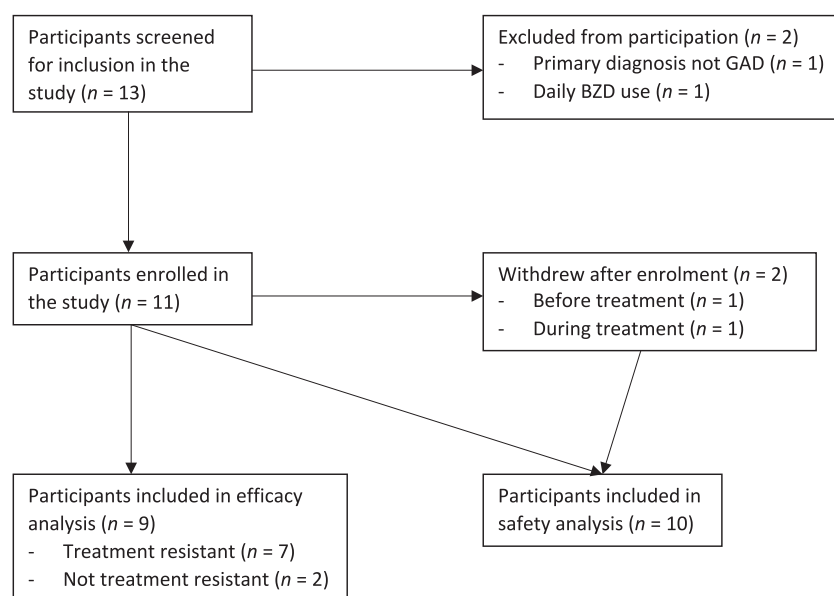 Participants screened
for inclusion in the
study (n = 13)
Excluded from participation (n = 2)
- Primary diagnosis not GAD (n = 1)
- Daily BZD use (n = 1)
Participants enrolled in
the study (n = 11)
Withdrew after enrolment (n = 2)
- Before treatment (n = 1)
- During treatment (n = 1)
Participants included in efficacy
analysis (n = 9)
- Treatment resistant (n = 7)
- Not treatment resistant (n = 2)
Participants included in
safety analysis (n = 10)